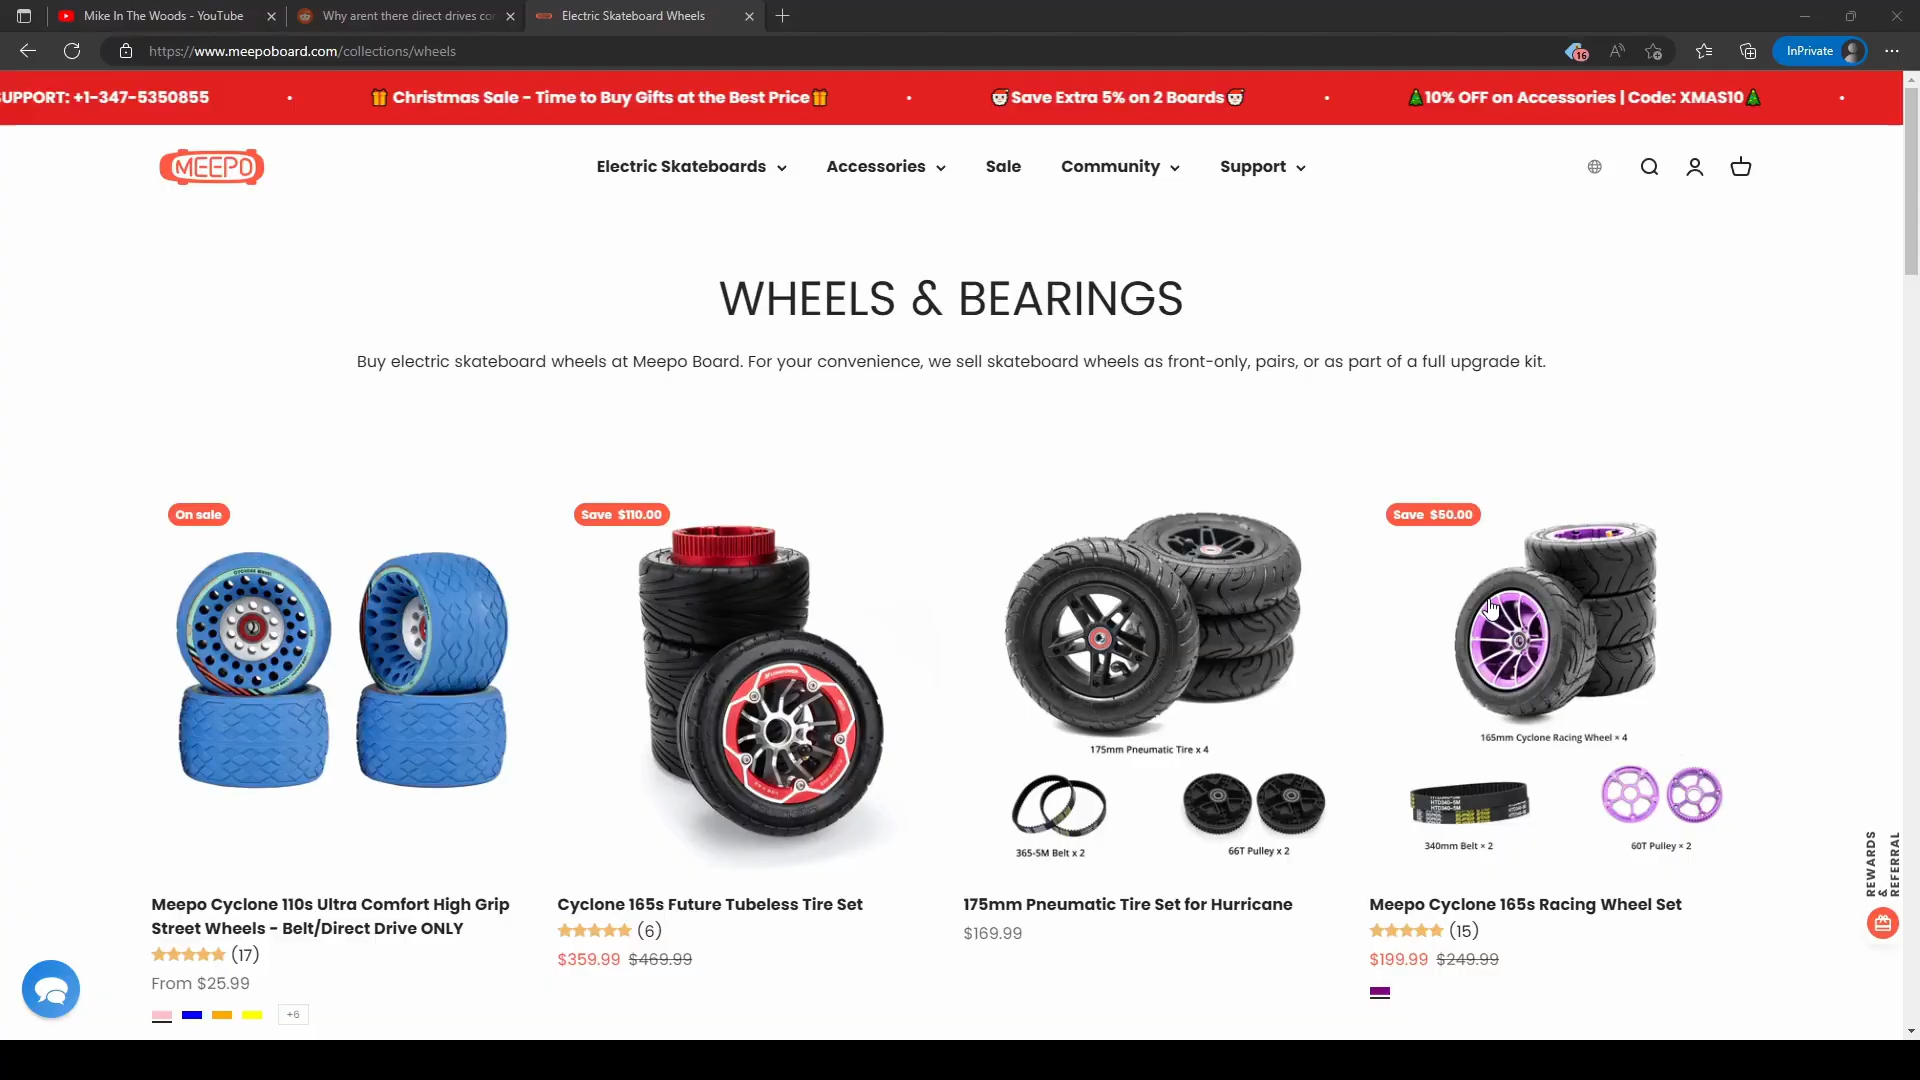 Mike In The Woods - YouTube
Why arent there direct drives co
Electric Skateboard Wheels
https://www.meepoboard.com/collections/wheels
16
InPrivate
UPPORT: +1-347-5350855
Christmas Sale - Time to Buy Gifts at the Best Price
Save Extra 5% on 2 Boards
10% OFF on Accessories | Code: XMAS10
MEEPO
Electric Skateboards
Accessories
Sale
Community
Support
WHEELS & BEARINGS
Buy electric skateboard wheels at Meepo Board. For your convenience, we sell skateboard wheels as front-only, pairs, or as part of a full upgrade kit.
On sale
Save $110.00
Save $50.00
175mm Pneumatic Tire x 4
365-5M Belt x 2
66T Pulley x 2
165mm Cyclone Racing Wheel × 4
340mm Belt × 2
60T Pulley × 2
REWARDS
&
REFERRAL
Meepo Cyclone 110s Ultra Comfort High Grip
Street Wheels - Belt/Direct Drive ONLY
(17)
From $25.99
+6
Cyclone 165s Future Tubeless Tire Set
(6)
$359.99 $469.99
175mm Pneumatic Tire Set for Hurricane
$169.99
Meepo Cyclone 165s Racing Wheel Set
(15)
$199.99 $249.99